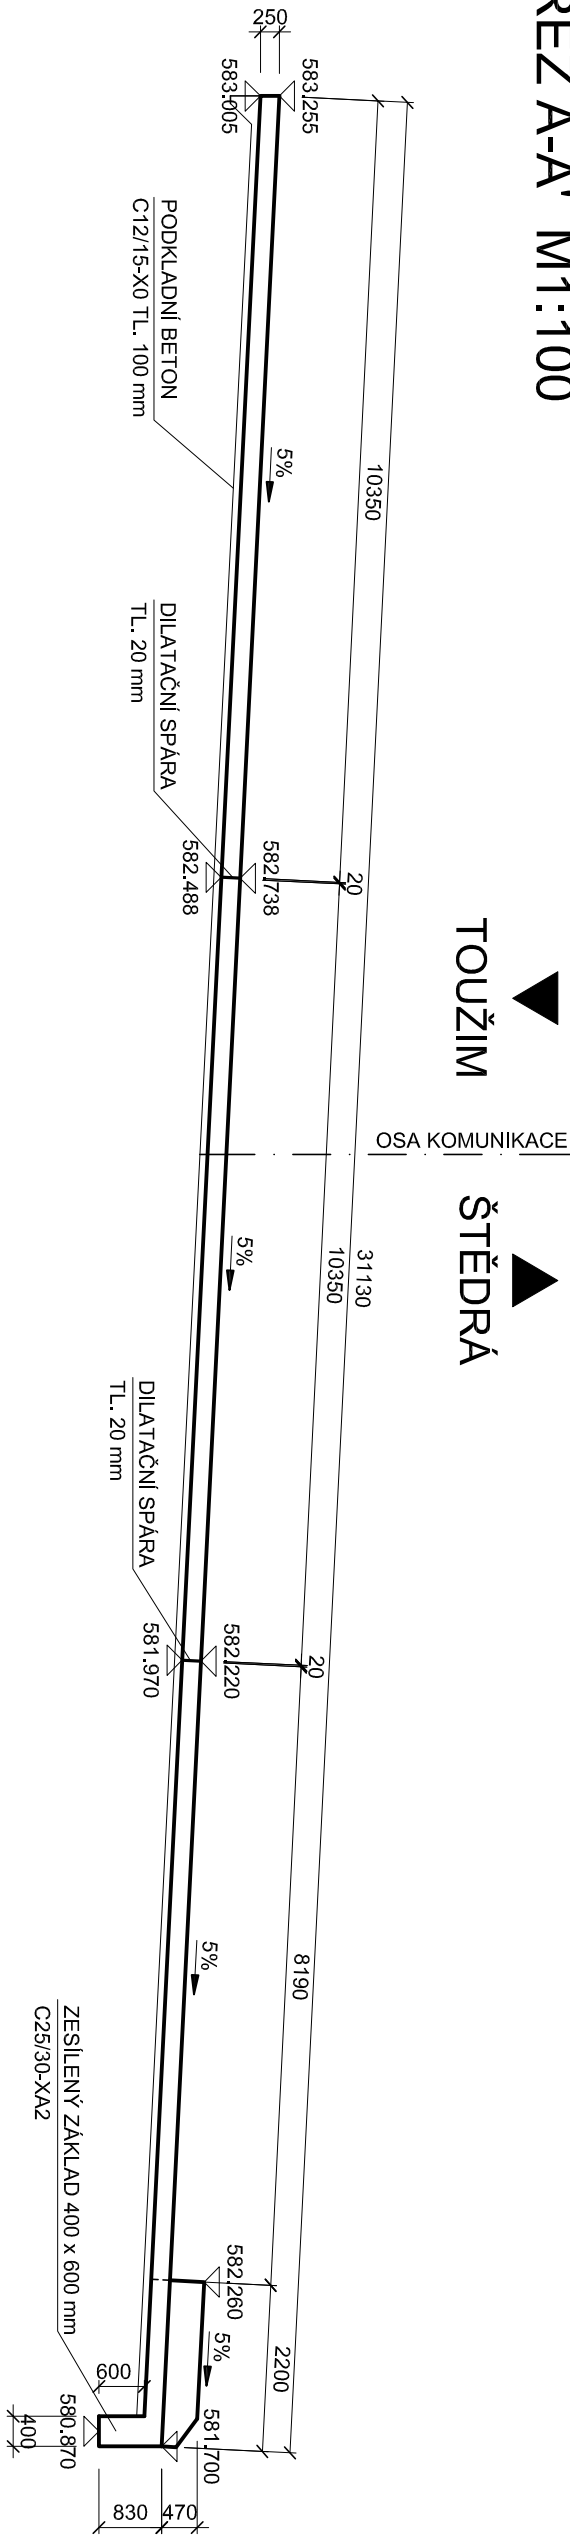 ŘEZ A-A' M1:100
TOUŽIM
ŠTĚDRÁ
OSA KOMUNIKACE
31130
10350
20
10350
20
8190
2200
250
583.255
583.005
5%
PODKLADNÍ BETON
C12/15-X0 TL. 100 mm
DILATAČNÍ SPÁRA
TL. 20 mm
582.738
582.488
5%
DILATAČNÍ SPÁRA
TL. 20 mm
582.220
581.970
5%
ZESÍLENÝ ZÁKLAD 400 x 600 mm
C25/30-XA2
582.260
5%
581.700
580.870
600
400
830
470